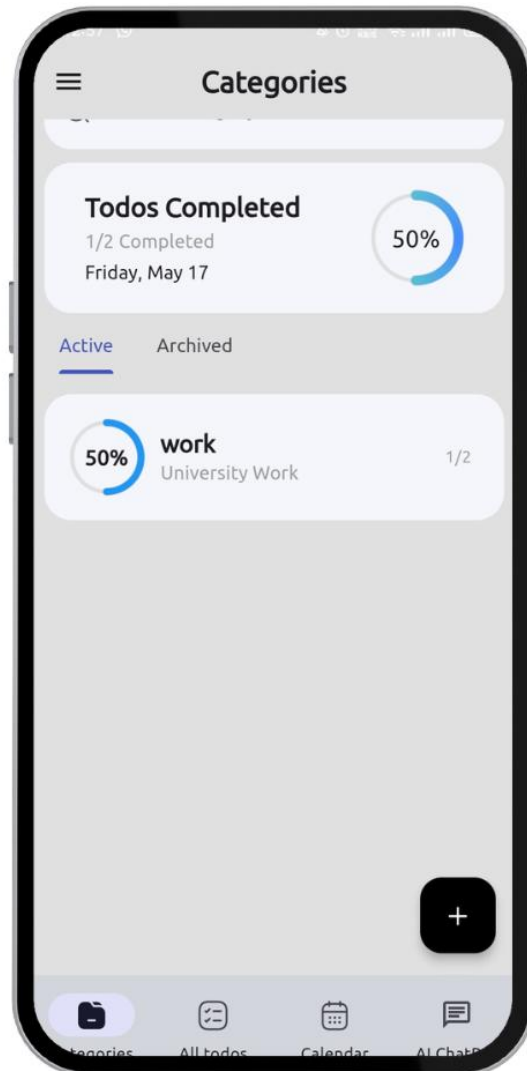 Categories
Todos Completed
1/2 Completed
50%
Friday, May 17
Active Archived
50%
work
University Work
1/2
All todos
Calendar